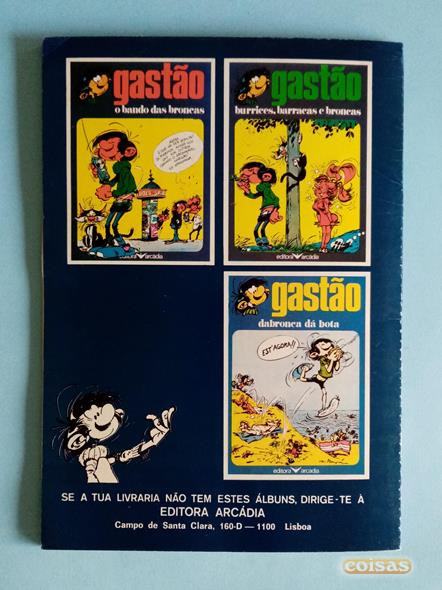 gastão
o bando das broncas
editora arcádia
gastão
burrices, barracas e broncas
editora arcádia
gastão
dabronca dá bota
EST'AGORA!!
editora arcádia
SE A TUA LIVRARIA NÃO TEM ESTES ÁLBUNS, DIRIGE-TE À
EDITORA ARCÁDIA
Campo de Santa Clara, 160-D — 1100 Lisboa
coisas